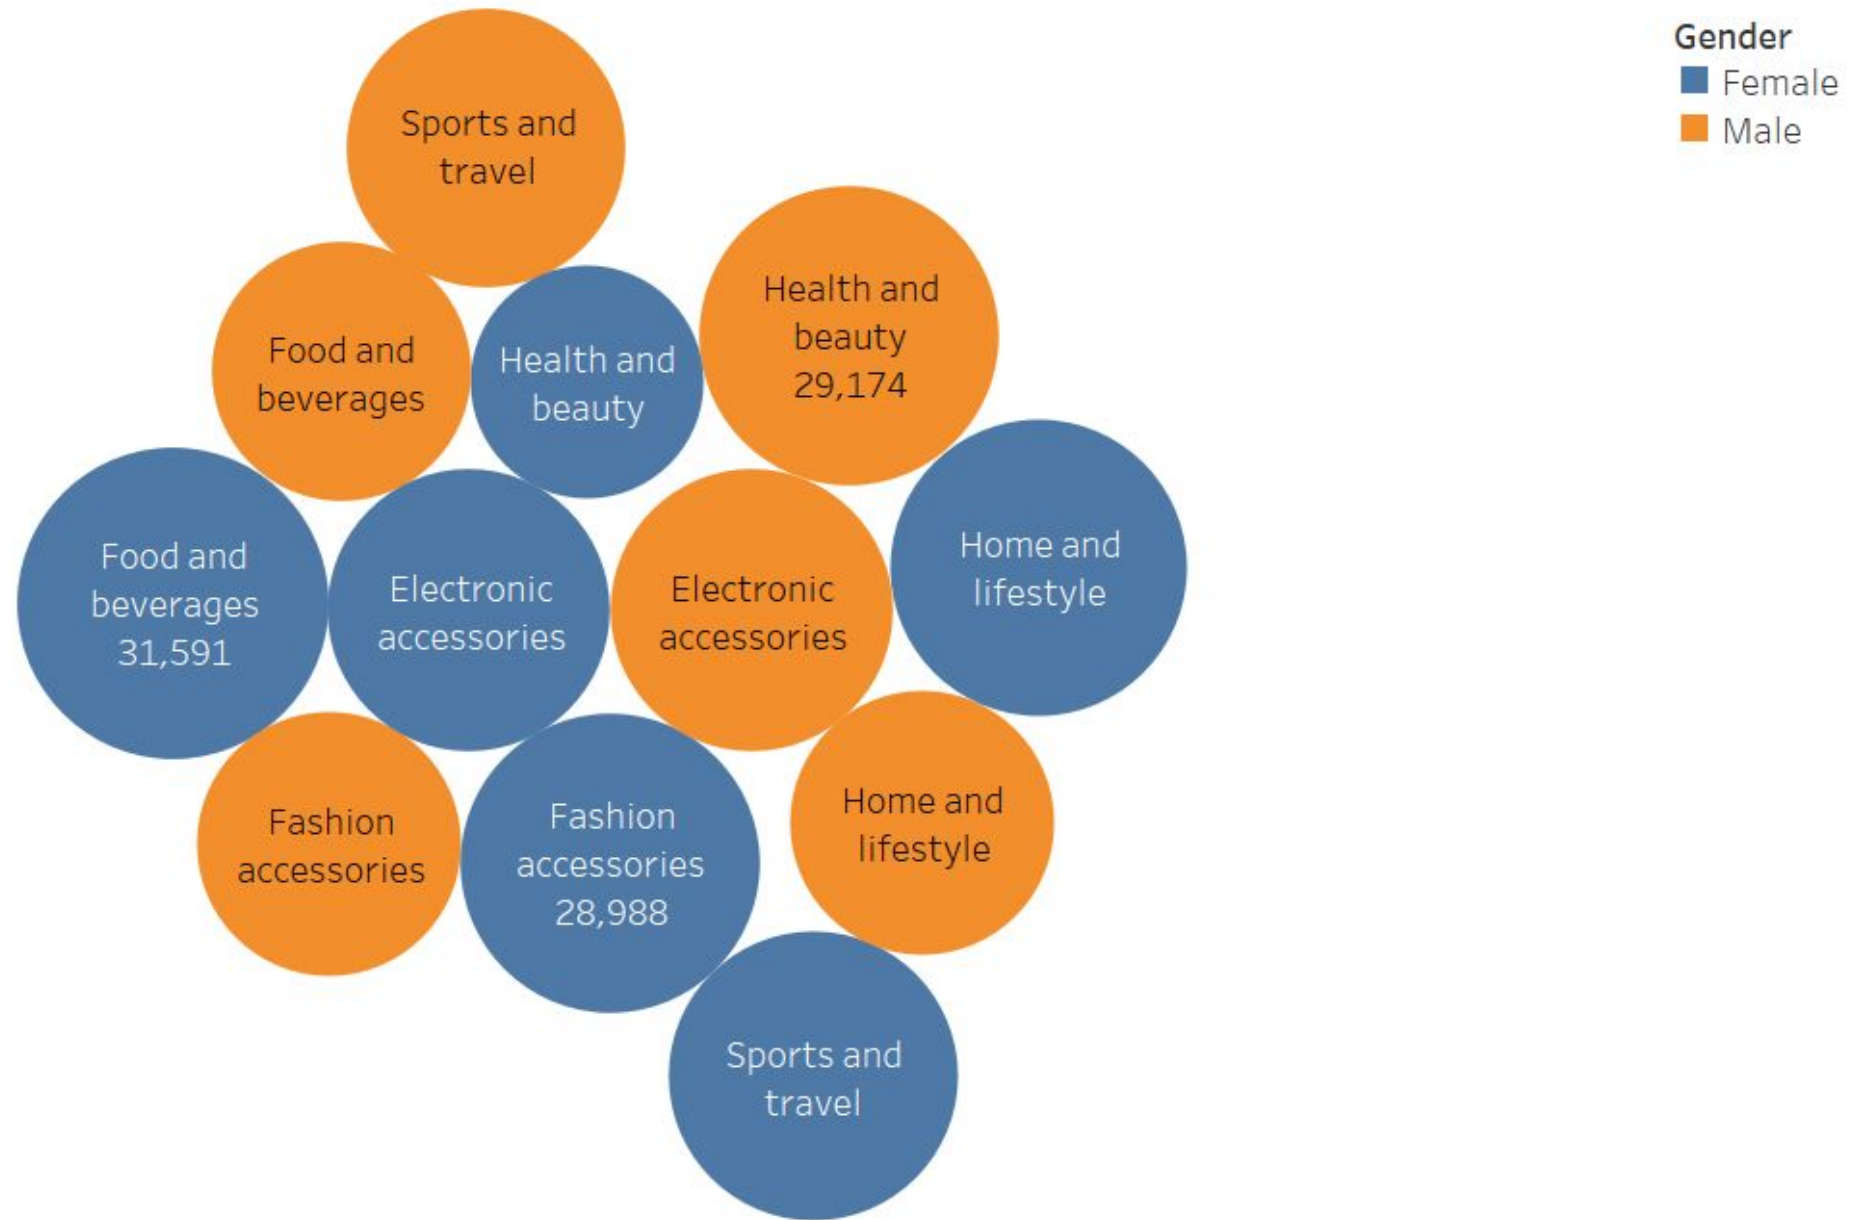 Gender
Female
Male
Sports and
travel
Health and
beauty
29,174
Food and
beverages
Health and
beauty
Food and
beverages
31,591
Electronic
accessories
Electronic
accessories
Home and
lifestyle
Fashion
accessories
Fashion
accessories
28,988
Home and
lifestyle
Sports and
travel